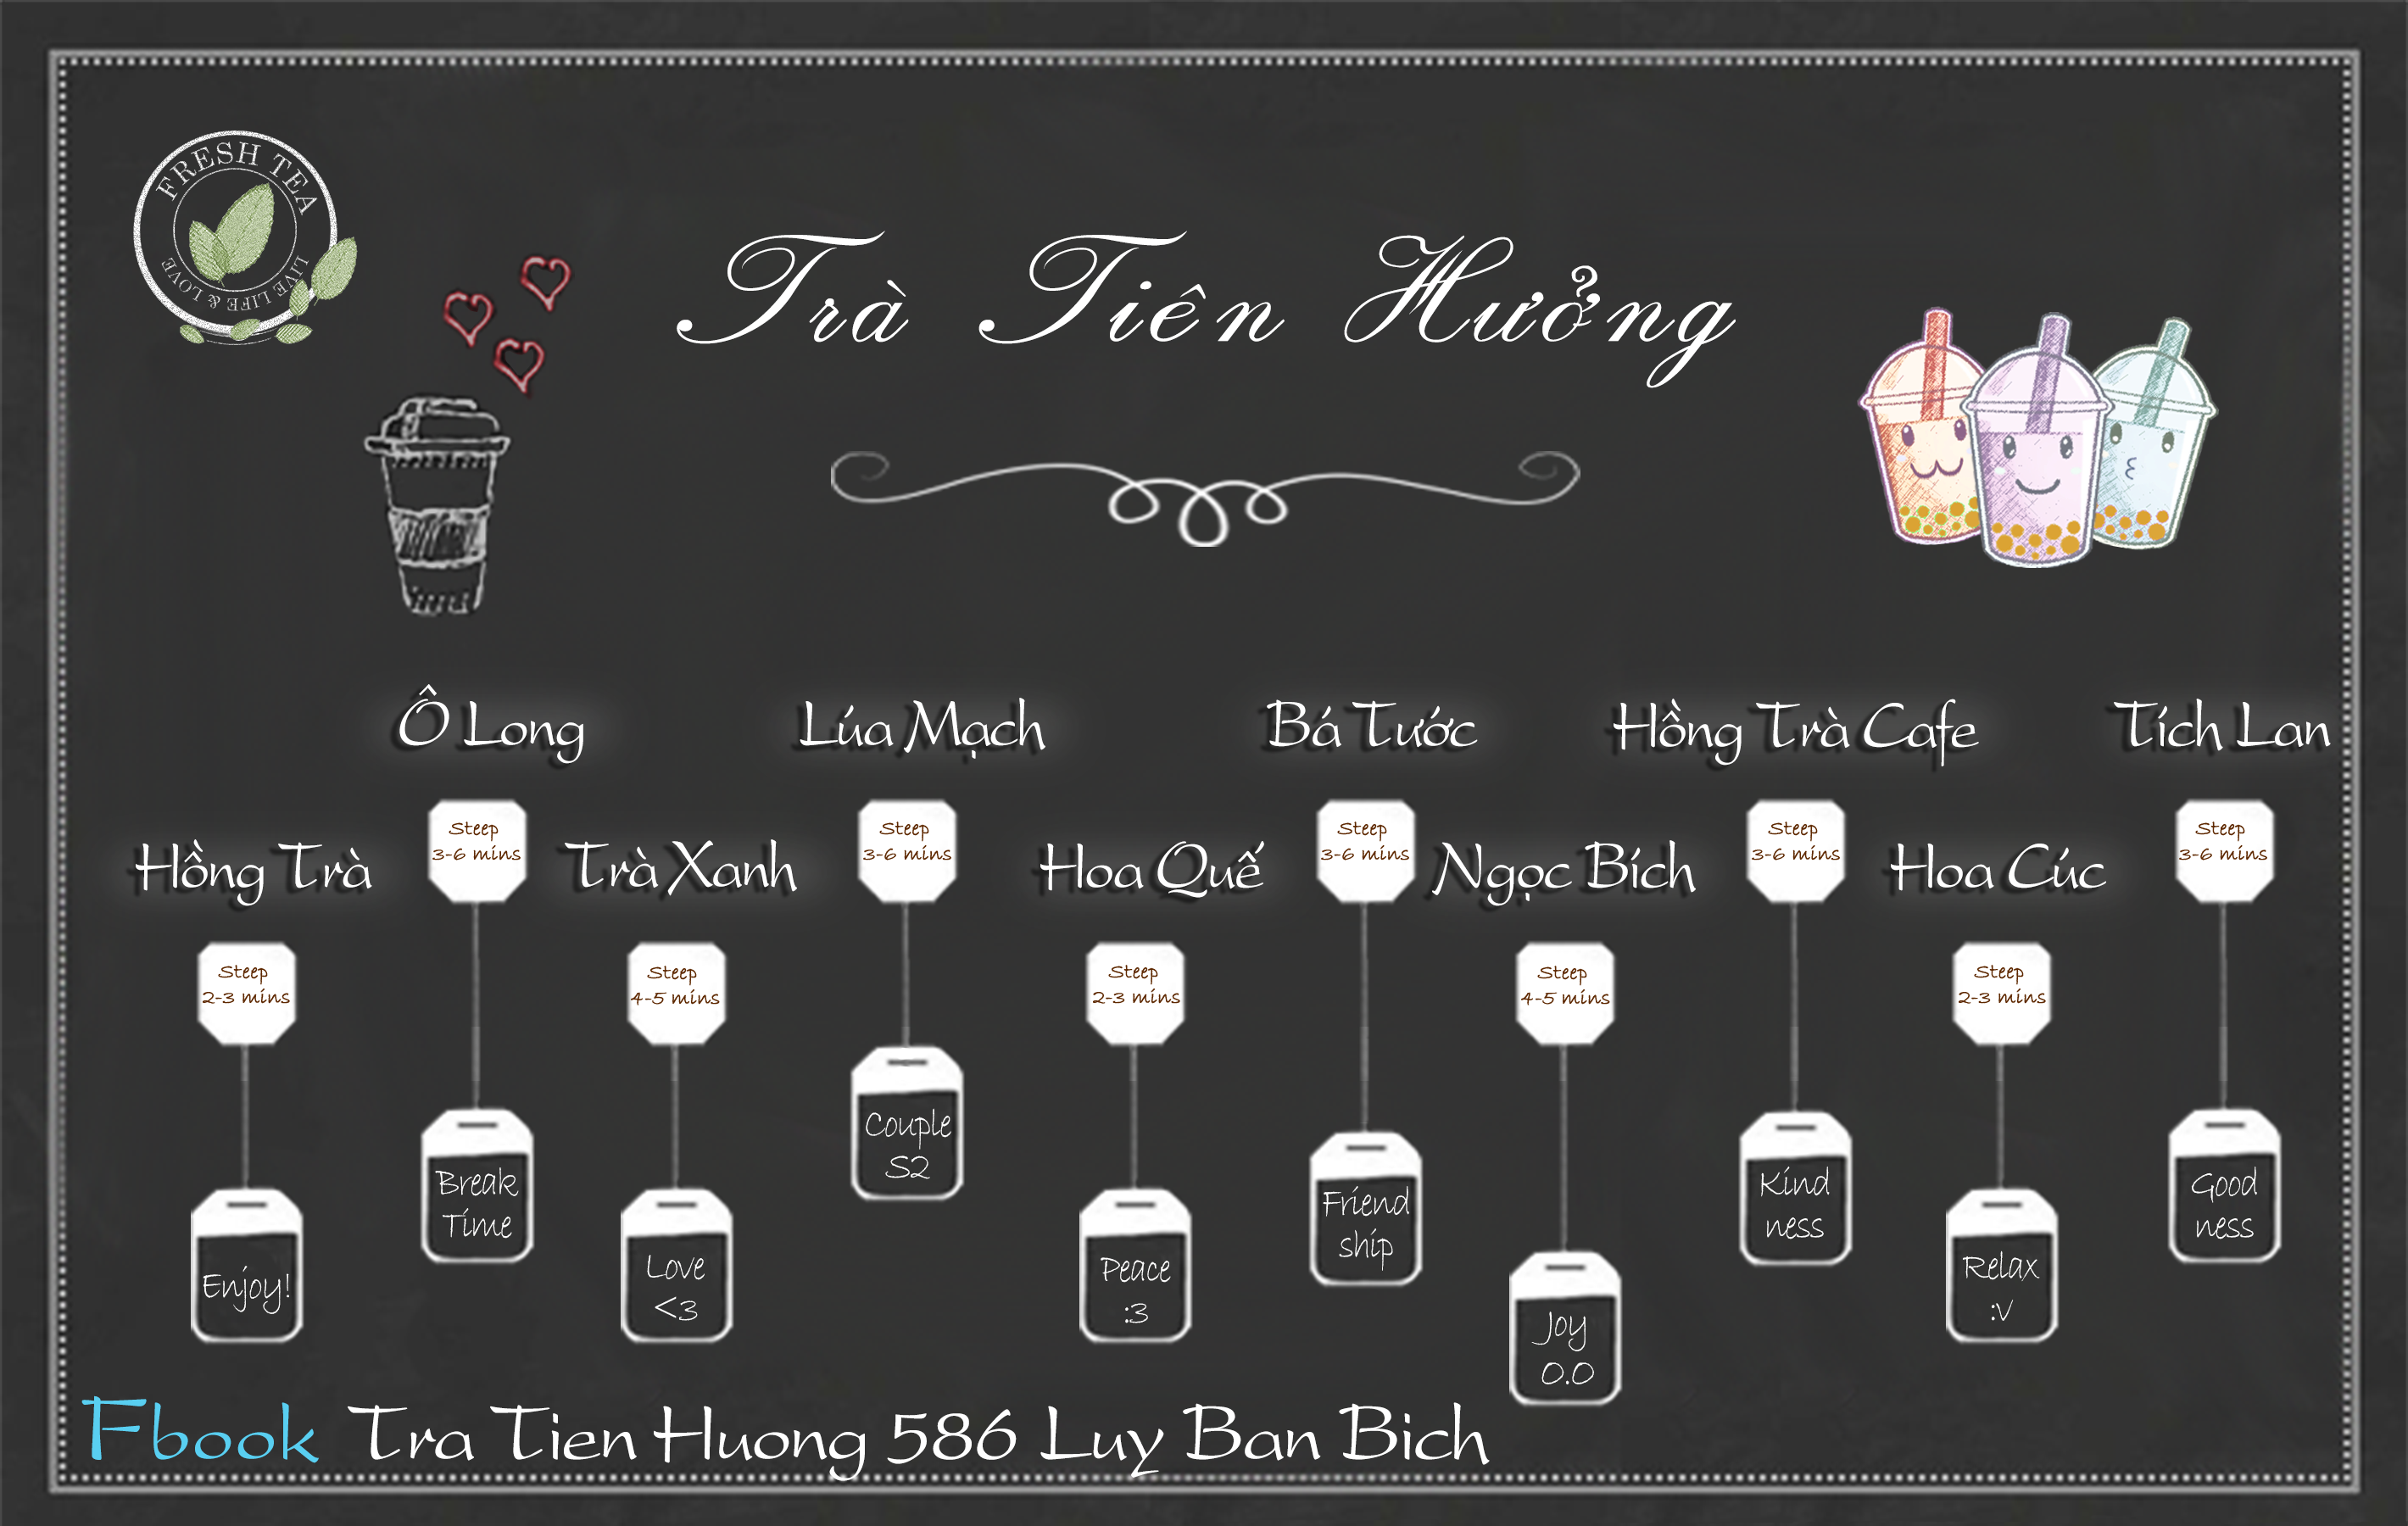 FRESH TEA
LIVE LIFE & LOVE
Trà Tiên Hưởng
Ô Long
Lúa Mạch
Bá Tước
Hồng Trà Cafe
Tích Lan
Steep
3-6 mins
Steep
3-6 mins
Steep
3-6 mins
Steep
3-6 mins
Steep
3-6 mins
Hồng Trà
Trà Xanh
Hoa Quế
Ngọc Bích
Hoa Cúc
Steep
2-3 mins
Steep
4-5 mins
Steep
2-3 mins
Steep
4-5 mins
Steep
2-3 mins
Couple
S2
Break
Time
Friend
ship
Kind
ness
Good
ness
Enjoy!
Love
<3
Peace
:3
Joy
0.0
Relax
:V
Fbook Tra Tien Huong 586 Luy Ban Bich